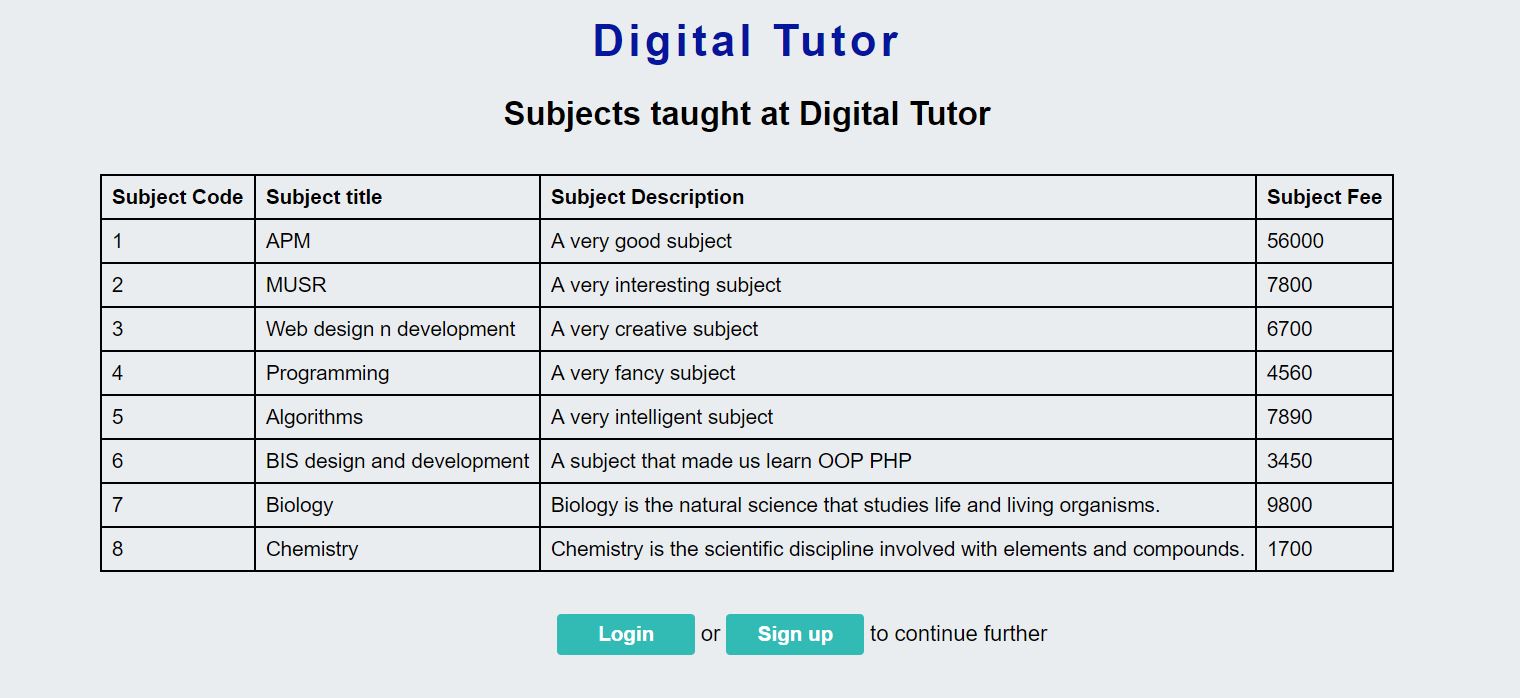 Digital Tutor
Subjects taught at Digital Tutor
Subject Code Subject title Subject Description Subject Fee
1 APM A very good subject 56000
2 MUSR A very interesting subject 7800
3 Web design n development A very creative subject 6700
4 Programming A very fancy subject 4560
5 Algorithms A very intelligent subject 7890
6 BIS design and development A subject that made us learn OOP PHP 3450
7 Biology Biology is the natural science that studies life and living organisms. 9800
8 Chemistry Chemistry is the scientific discipline involved with elements and compounds. 1700
Login or Sign up to continue further